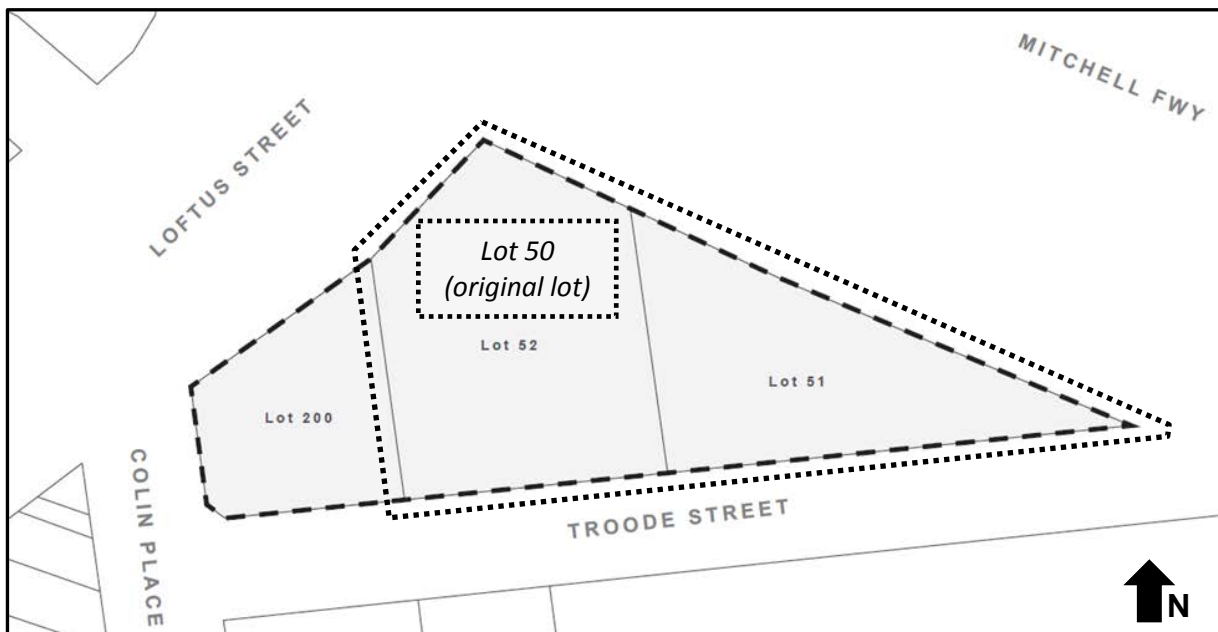 MITCHELL FWY
LOFTUS STREET
Lot 50
(original lot)
Lot 52
Lot 51
Lot 200
COLIN PLACE
TROODE STREET
N